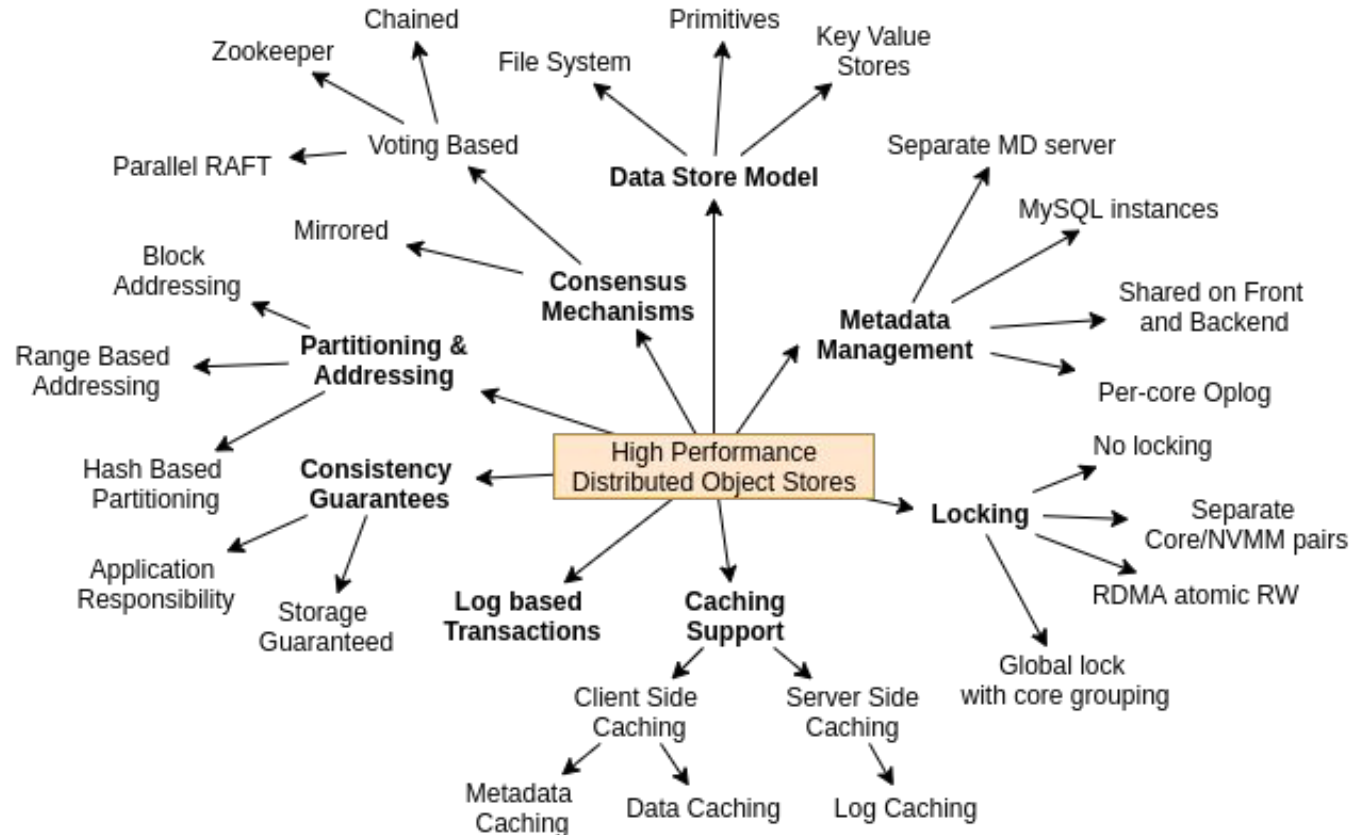 Chained
Primitives
Zookeeper
File System
Key Value
Stores
Voting Based
Separate MD server
Parallel RAFT
Data Store Model
MySQL instances
Mirrored
Block
Addressing
Consensus
Mechanisms
Shared on Front
and Backend
Metadata
Management
Partitioning &
Addressing
Range Based
Addressing
Per-core Oplog
High Performance
Distributed Object Stores
No locking
Hash Based
Partitioning
Consistency
Guarantees
Locking
Separate
Core/NVMM pairs
Application
Responsibility
Storage
Guaranteed
Log based
Transactions
Caching
Support
RDMA atomic RW
Global lock
with core grouping
Client Side
Caching
Server Side
Caching
Metadata
Caching
Data Caching
Log Caching